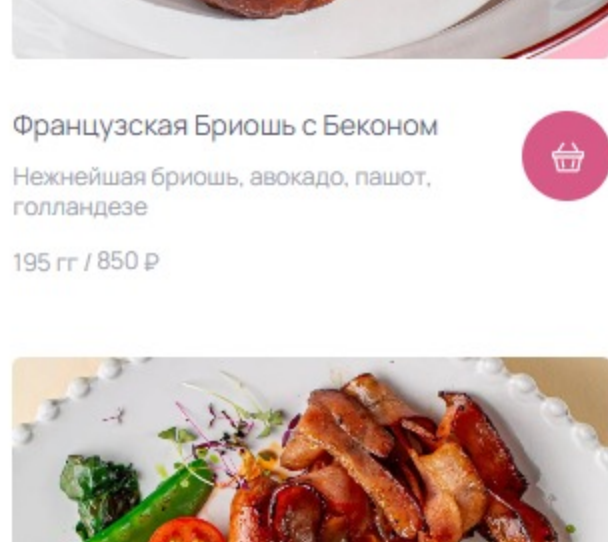 Французская Бриошь с Беконом
Нежнейшая бриошь, авокадо, пашот,
голландезе
195 гг / 850 ₽